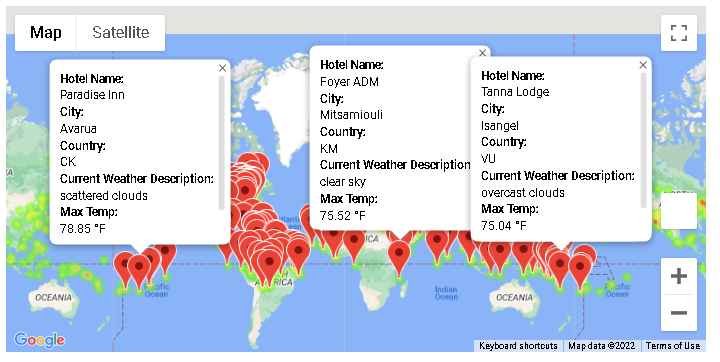 Map
Satellite
Hotel Name:
Paradise Inn
City:
Avarua
Country:
CK
Current Weather Description:
scattered clouds
Max Temp:
78.85 °F
Hotel Name:
Foyer ADM
City:
Mitsamiouli
Country:
KM
Current Weather Description:
clear sky
Max Temp:
75.52 °F
Hotel Name:
Tanna Lodge
City:
Isangel
Country:
VU
Current Weather Description:
overcast clouds
Max Temp:
75.04 °F
OCEANIA
Pacific
Ocean
AMERICA
AFRICA
Indian
Ocean
OCEANIA
Pacific
Ocean
Google
Keyboard shortcuts
Map data ©2022
Terms of Use